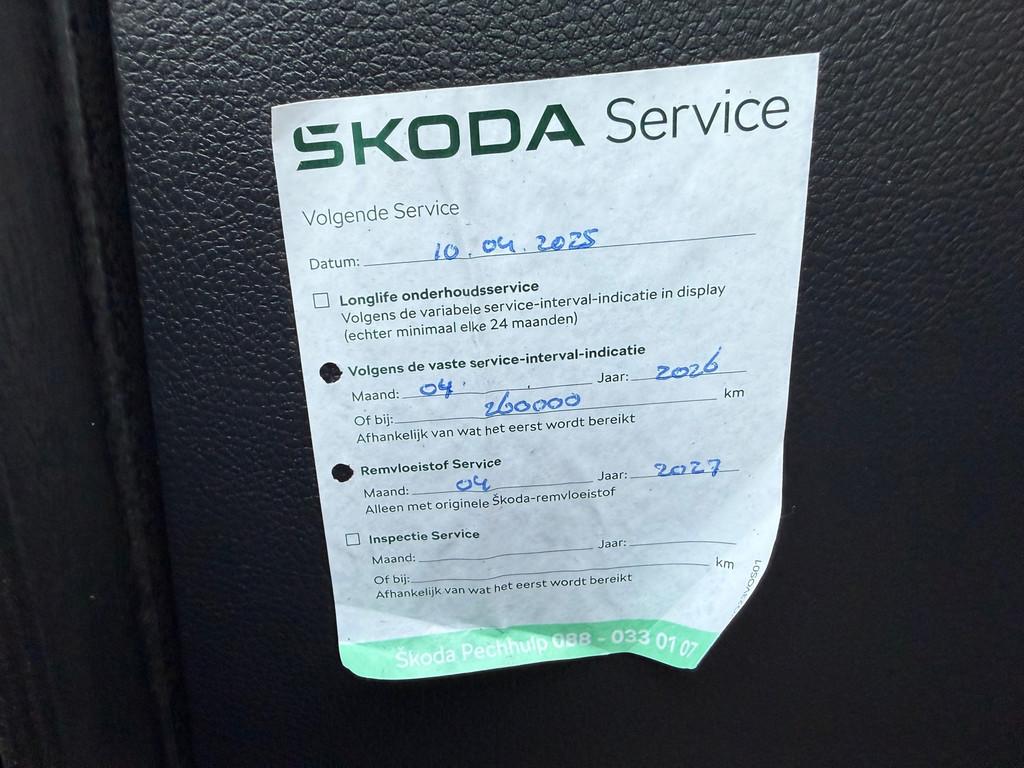 ŠKODA Service
Volgende Service
Datum: 10.04.2025
Longlife onderhoudsservice
Volgens de variabele service-interval-indicatie in display
(echter minimaal elke 24 maanden)
Volgens de vaste service-interval-indicatie
Maand: 04 Jaar: 2026
Of bij: 260000 km
Afhankelijk van wat het eerst wordt bereikt
Remvloeistof Service
Maand: 04 Jaar: 2027
Alleen met originele Škoda-remvloeistof
Inspectie Service
Maand: Jaar:
Of bij: km
Afhankelijk van wat het eerst wordt bereikt
Škoda Pechhulp 088 - 033 01 07